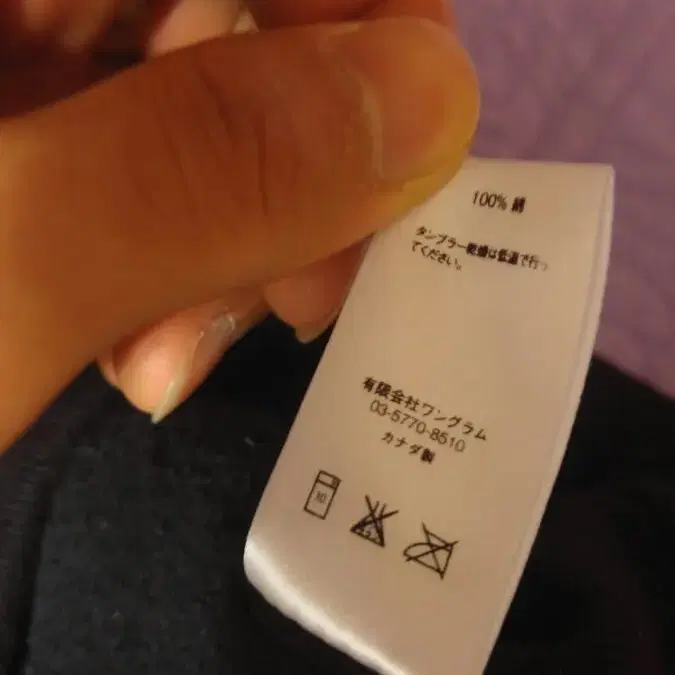 100% 綿
タンブラー乾燥は低温で行っ
てください。
有限会社ワングラム
03-5770-8510
カナダ製